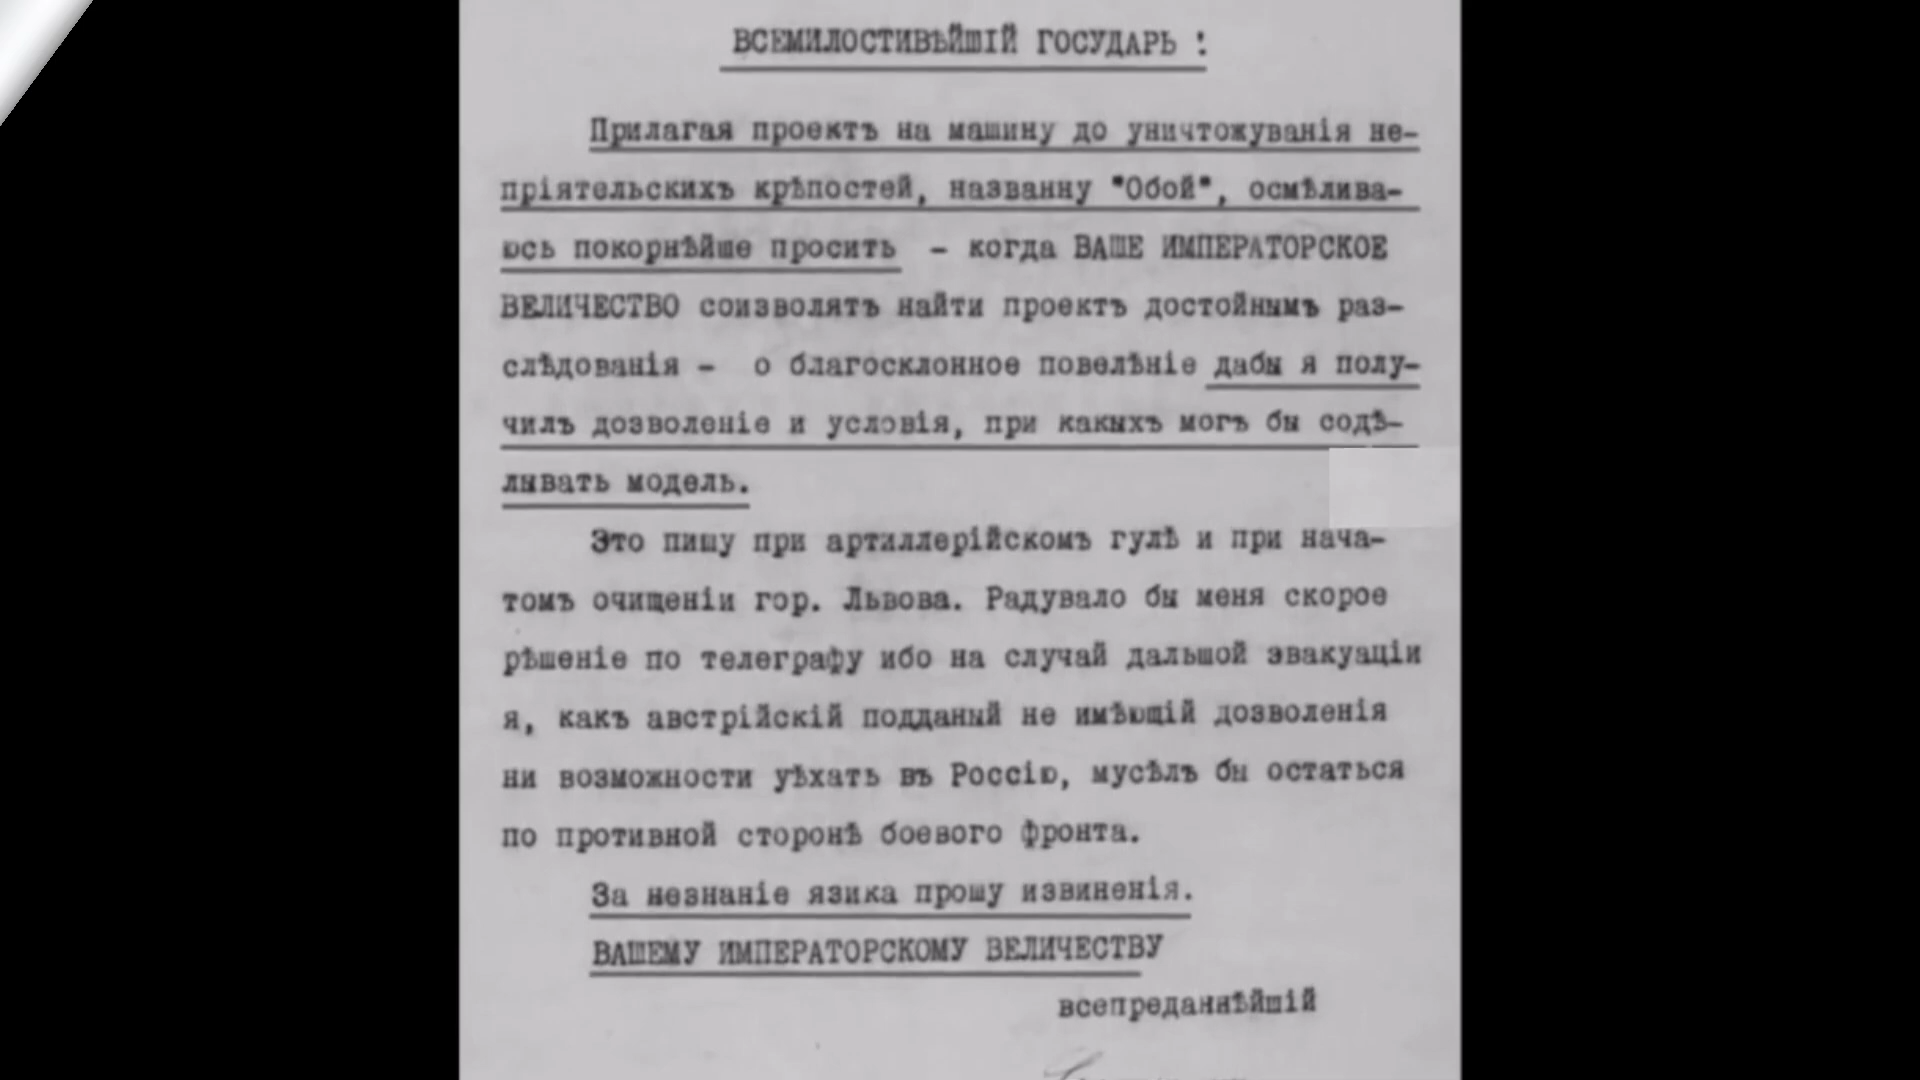 ВСЕМИЛОСТИВѢЙШІЙ ГОСУДАРЬ :
Прилагая проектъ на машину до уничтожуванія не-
пріятельскихъ крѣпостей, названну "Обой", осмѣлива-
юсь покорнѣйше просить – когда ВАШЕ ИМПЕРАТОРСКОЕ
ВЕЛИЧЕСТВО соизволятъ найти проектъ достойнымъ раз-
слѣдованія – о благосклонное повелѣніе дабы я полу-
чилъ дозволеніе и условія, при какыхъ могъ бы содѣ-
лывать модель.
Это пишу при артиллерійскомъ гулѣ и при нача-
томъ очищеніи гор. Львова. Радувало бы меня скорое
рѣшеніе по телеграфу ибо на случай дальшой эвакуаціи
я, какъ австрійскій подданый не имѣющій дозволенія
ни возможности уѣхать въ Россію, мусѣлъ бы остаться
по противной сторонѣ боевого фронта.
За незнаніе языка прошу извиненія.
ВАШЕМУ ИМПЕРАТОРСКОМУ ВЕЛИЧЕСТВУ
всепреданнѣйшій